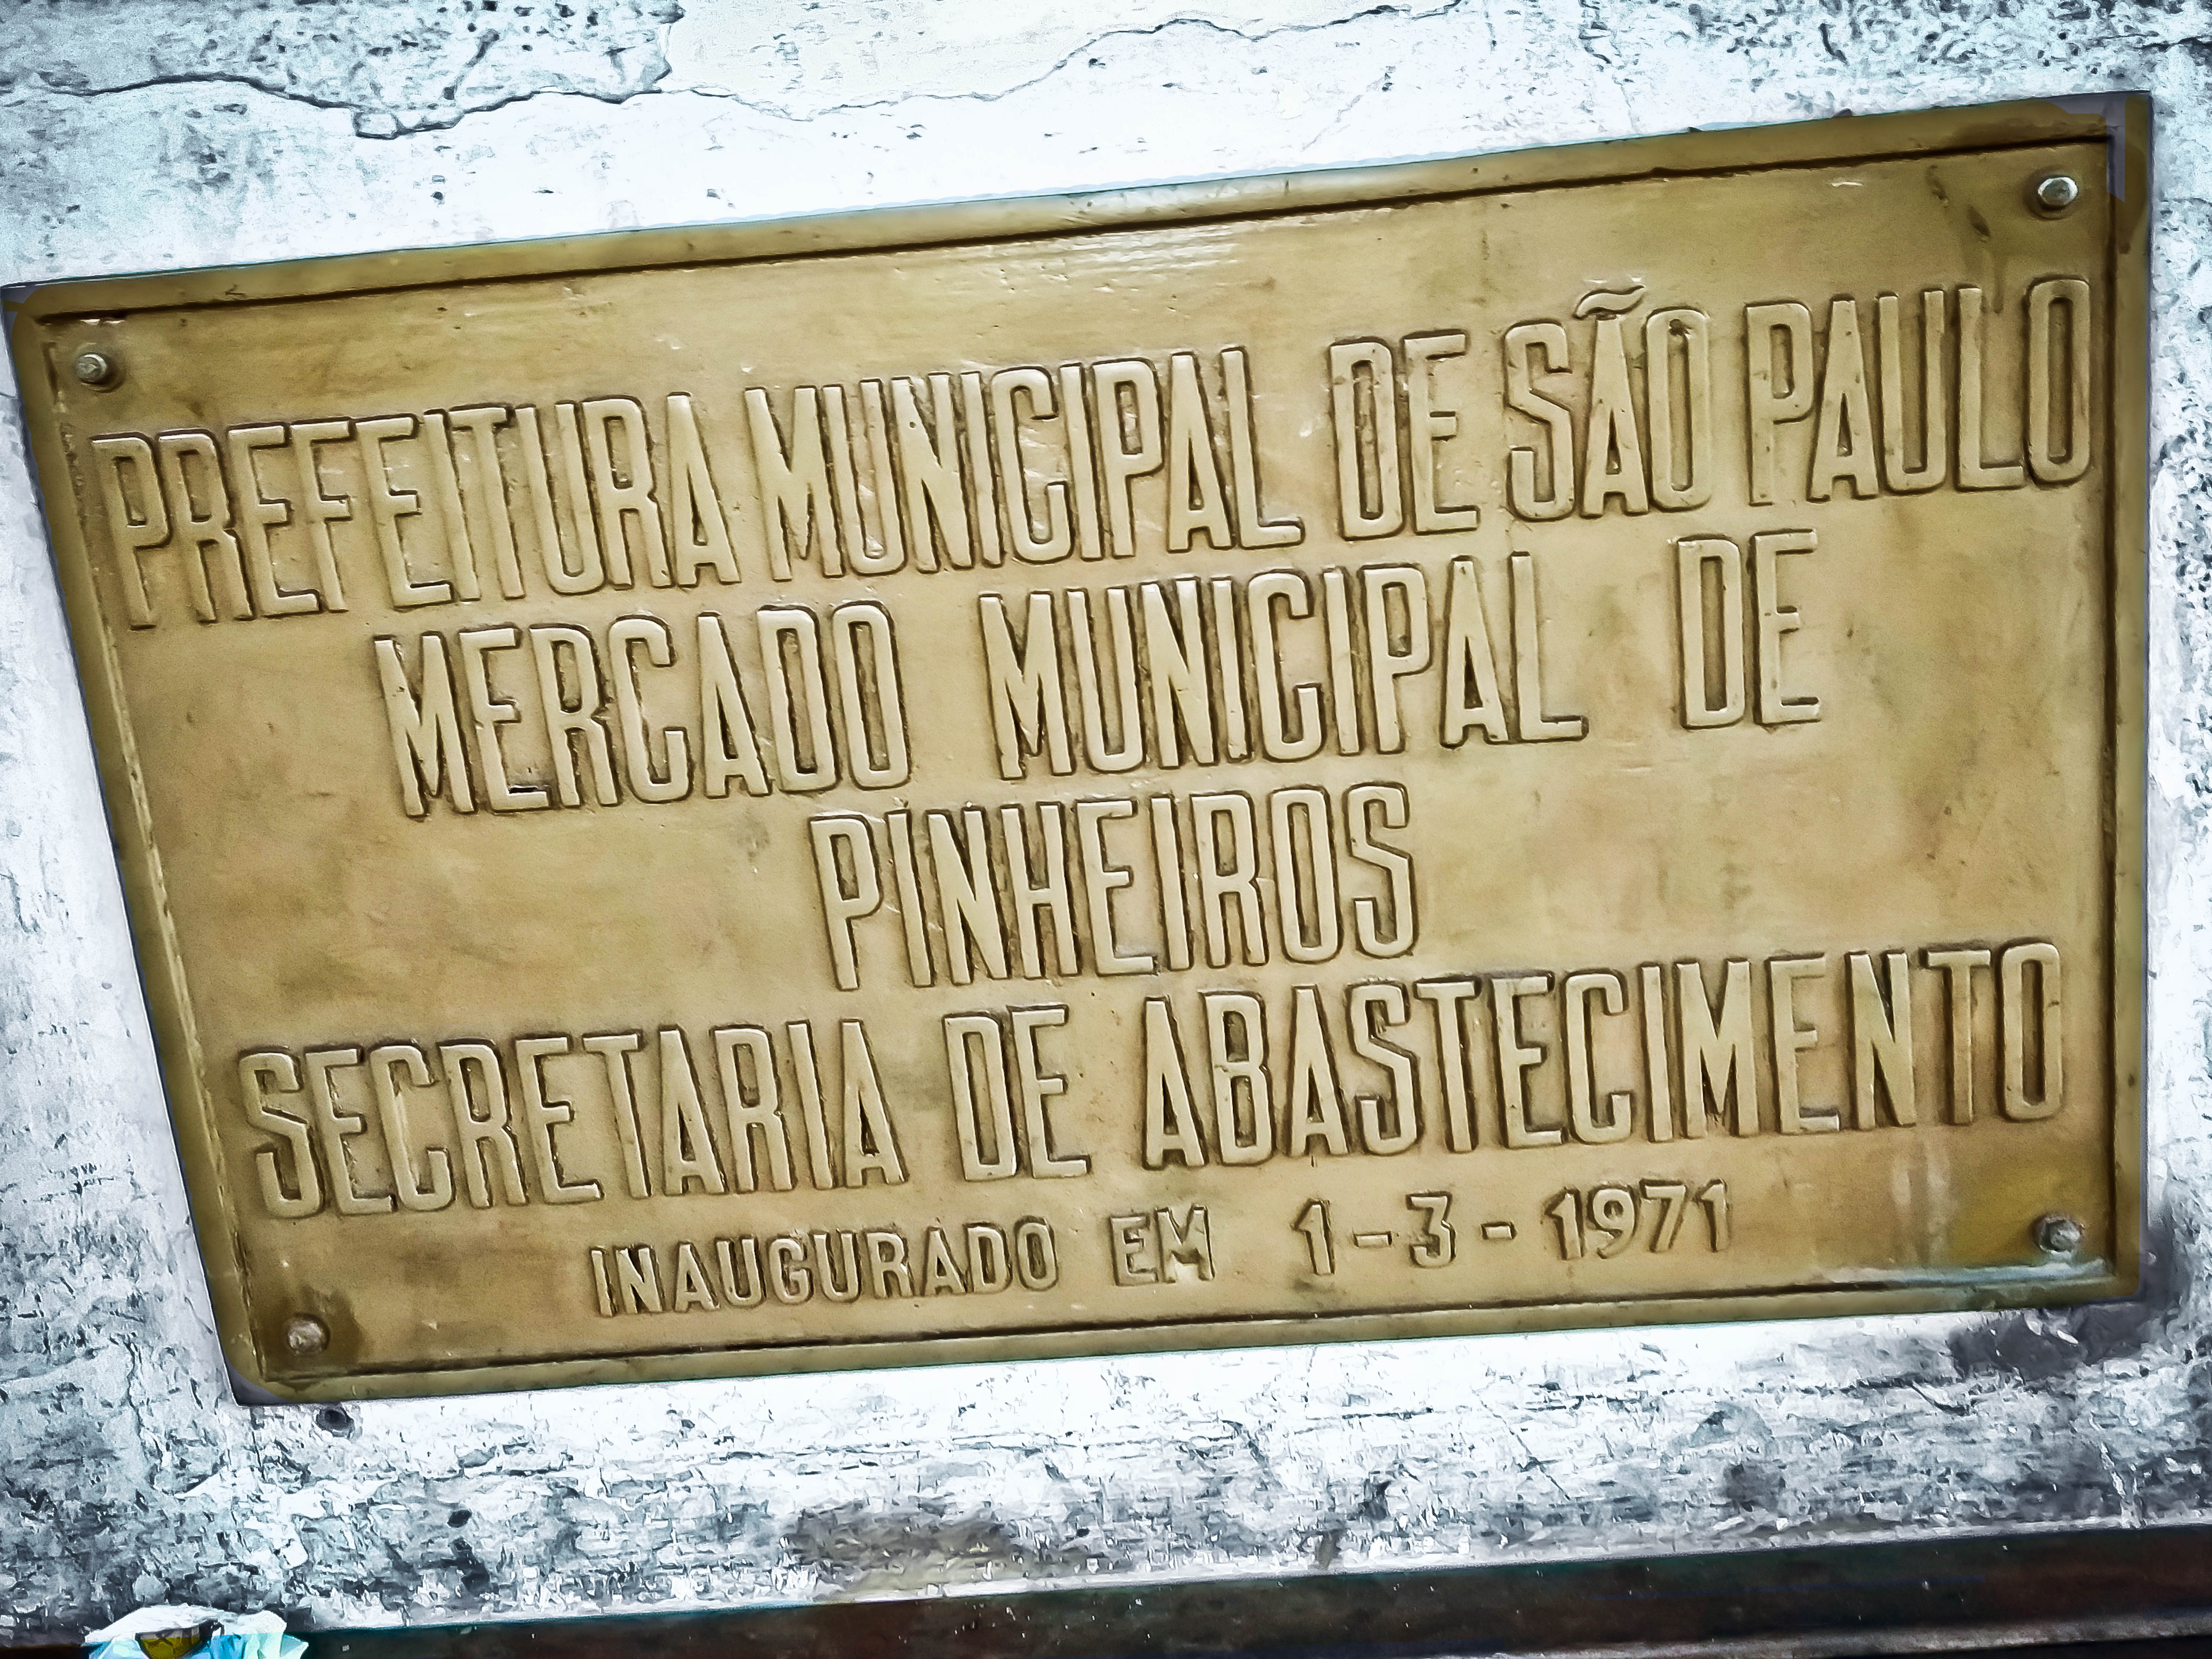 PREFEITURA MUNICIPAL DE SÃO PAULO
MERCADO MUNICIPAL DE
PINHEIROS
SECRETARIA DE ABASTECIMENTO
INAUGURADO EM 1-3-1971